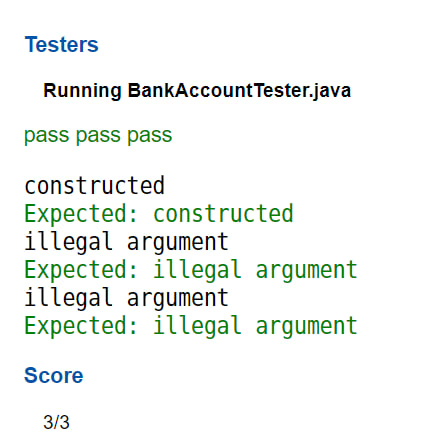 Testers
Running BankAccountTester.java
pass pass pass
constructed
Expected: constructed
illegal argument
Expected: illegal argument
illegal argument
Expected: illegal argument
Score
3/3